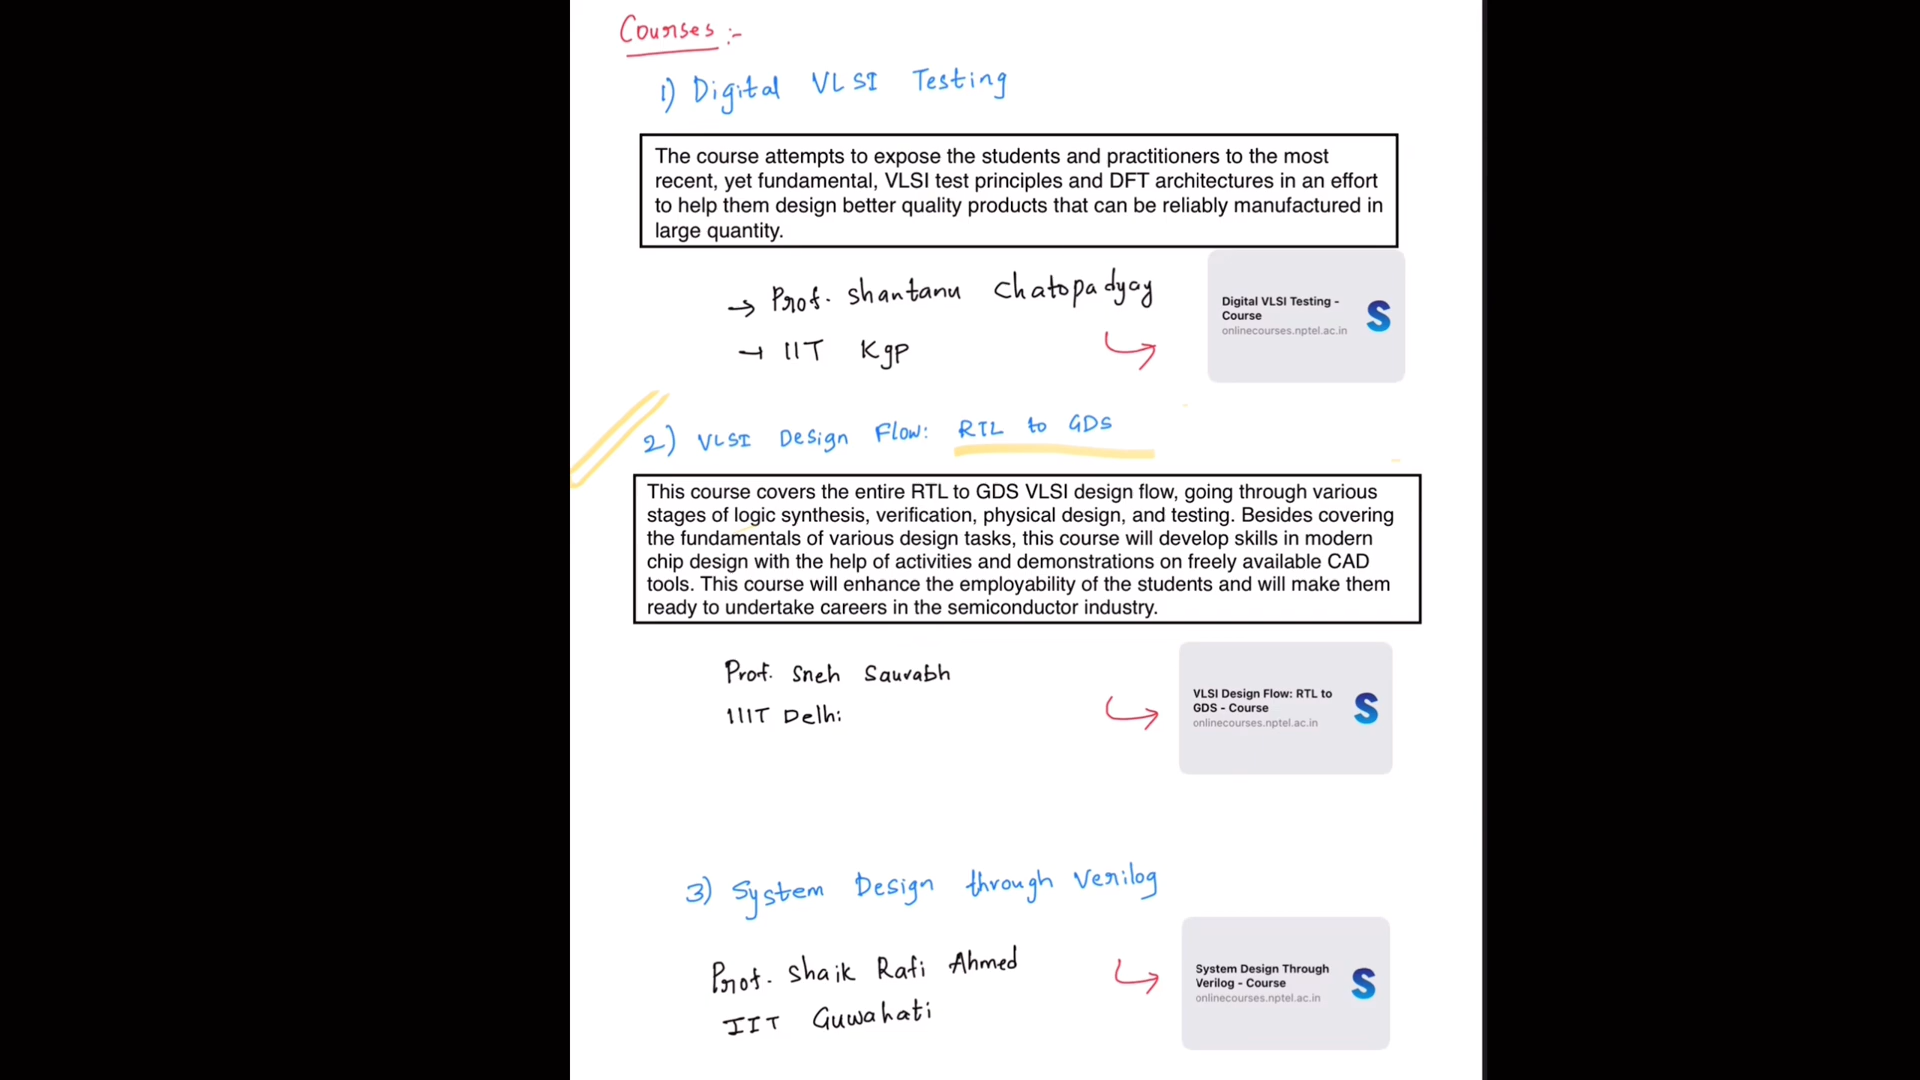 Courses :-
1) Digital VLSI Testing
The course attempts to expose the students and practitioners to the most
recent, yet fundamental, VLSI test principles and DFT architectures in an effort
to help them design better quality products that can be reliably manufactured in
large quantity.
→ Prof. Shantanu Chatopadyay
→ IIT Kgp
Digital VLSI Testing -
Course
onlinecourses.nptel.ac.in
2) VLSI Design Flow: RTL to GDS
This course covers the entire RTL to GDS VLSI design flow, going through various
stages of logic synthesis, verification, physical design, and testing. Besides covering
the fundamentals of various design tasks, this course will develop skills in modern
chip design with the help of activities and demonstrations on freely available CAD
tools. This course will enhance the employability of the students and will make them
ready to undertake careers in the semiconductor industry.
Prof. Sneh Saurabh
IIIT Delhi
VLSI Design Flow: RTL to
GDS - Course
onlinecourses.nptel.ac.in
3) System Design through Verilog
Prof. Shaik Rafi Ahmed
IIT Guwahati
System Design Through
Verilog - Course
onlinecourses.nptel.ac.in